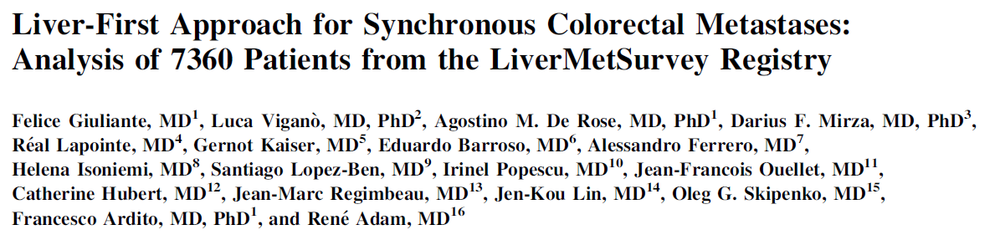 Liver-First Approach for Synchronous Colorectal Metastases:
Analysis of 7360 Patients from the LiverMetSurvey Registry
Felice Giuliante, MD¹, Luca Viganò, MD, PhD², Agostino M. De Rose, MD, PhD¹, Darius F. Mirza, MD, PhD³,
Réal Lapointe, MD⁴, Gernot Kaiser, MD⁵, Eduardo Barroso, MD⁶, Alessandro Ferrero, MD⁷,
Helena Isoniemi, MD⁸, Santiago Lopez-Ben, MD⁹, Irinel Popescu, MD¹⁰, Jean-Francois Ouellet, MD¹¹,
Catherine Hubert, MD¹², Jean-Marc Regimbeau, MD¹³, Jen-Kou Lin, MD¹⁴, Oleg G. Skipenko, MD¹⁵,
Francesco Ardito, MD, PhD¹, and René Adam, MD¹⁶